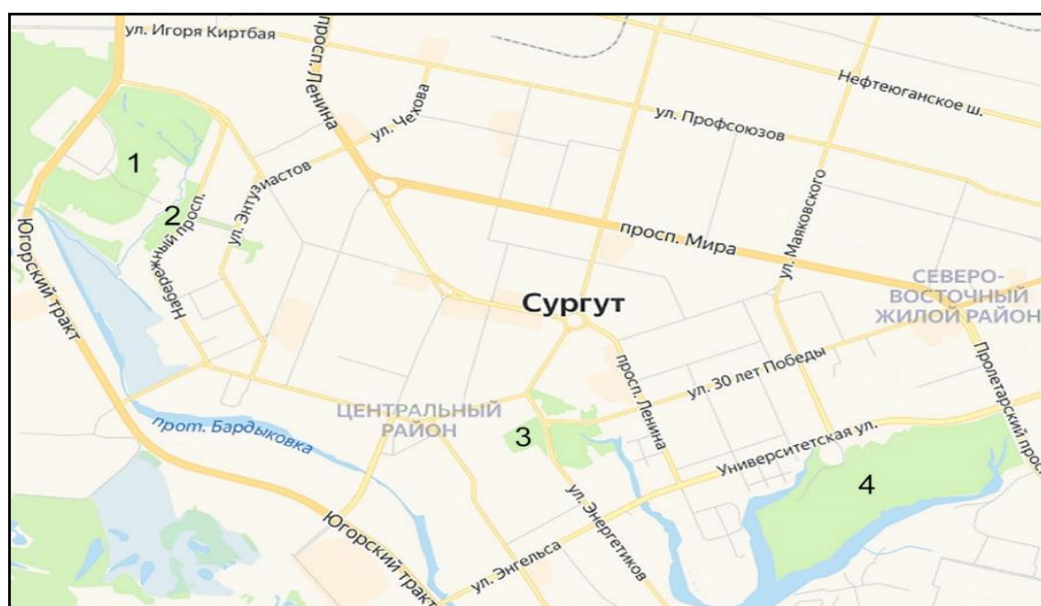 ул. Игоря Киртбая
просп. Ленина
ул. Чехова
Нефтеюганское ш.
ул. Профсоюзов
1
2
ул. Энтузиастов
Набережный просп.
Югорский тракт
просп. Мира
ул. Маяковского
СЕВЕРО-
ВОСТОЧНЫЙ
ЖИЛОЙ РАЙОН
Сургут
просп. Ленина
ул. 30 лет Победы
Пролетарский прос
ЦЕНТРАЛЬНЫЙ
РАЙОН
прот. Бардыковка
3
Университетская ул.
4
ул. Энергетиков
Югорский тракт
ул. Энгельса